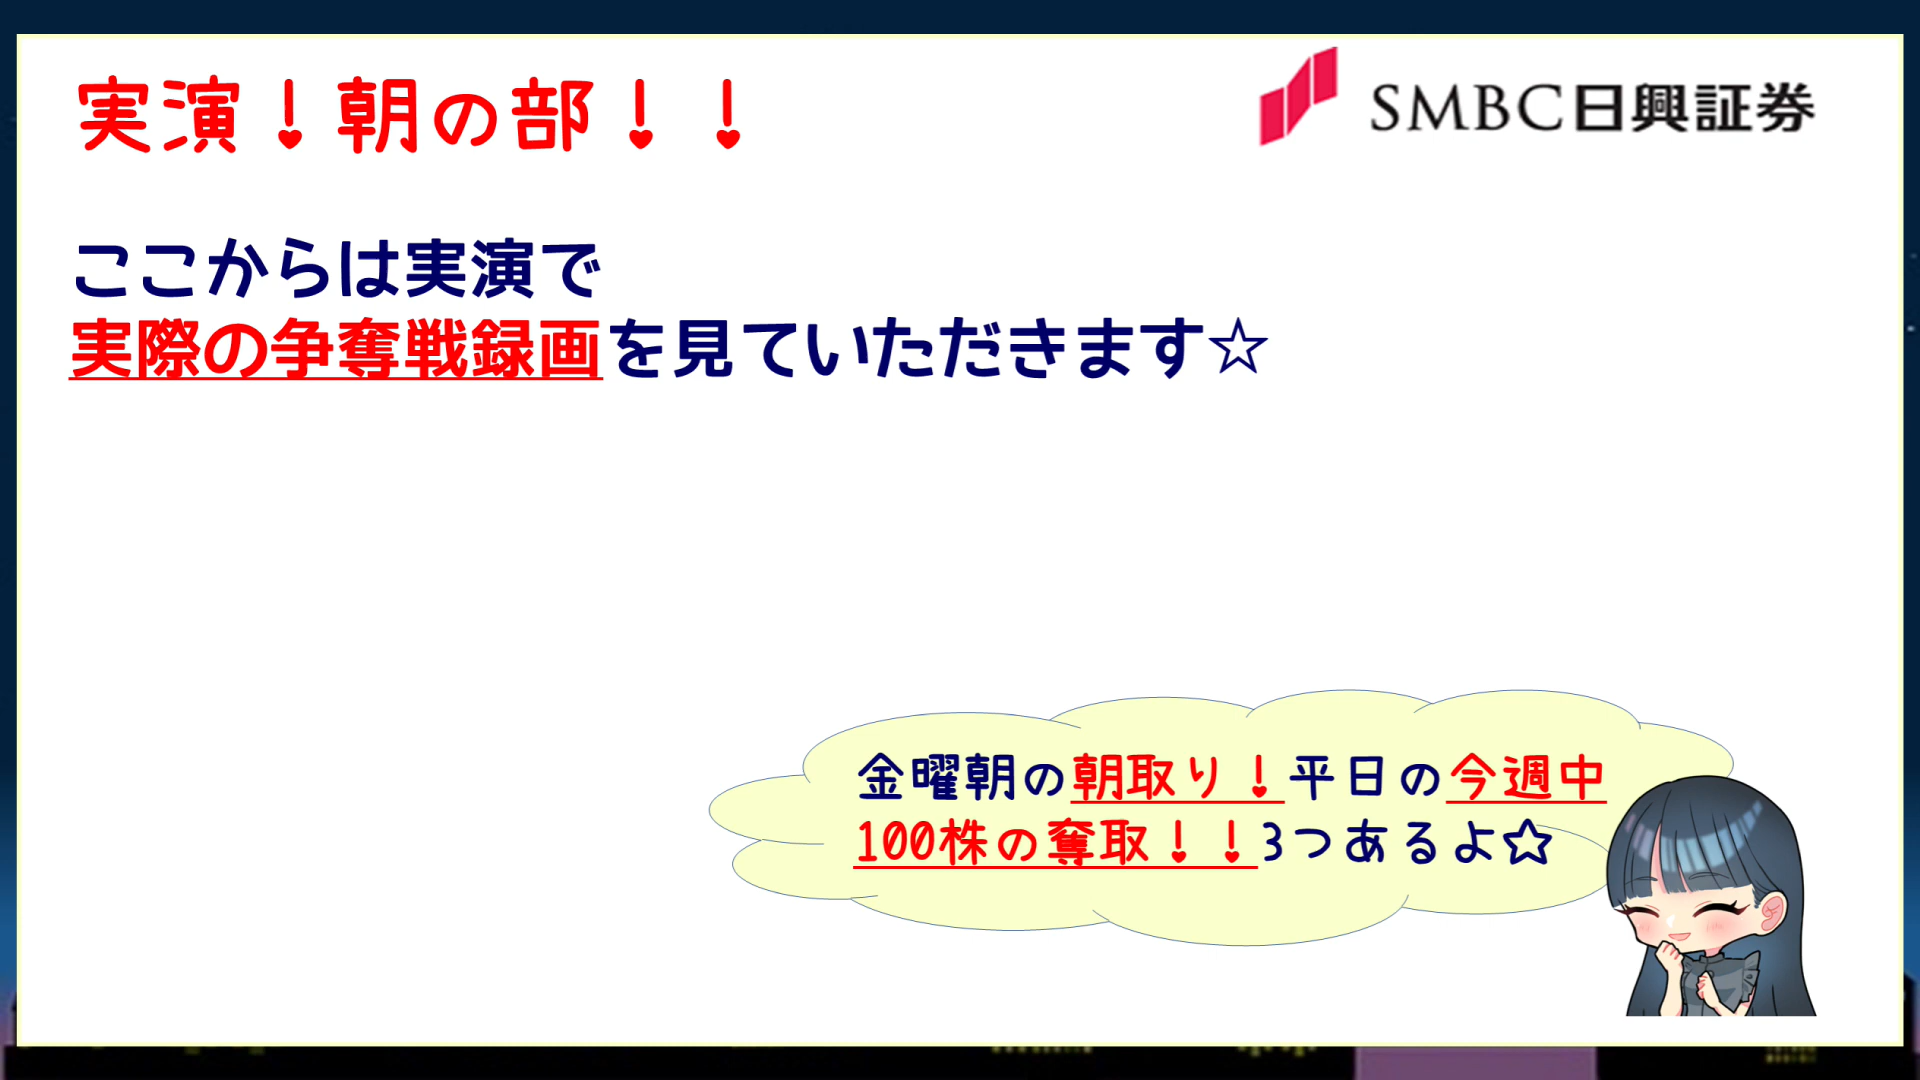 実演！朝の部！！
SMBC日興証券
ここからは実演で
実際の争奪戦録画を見ていただきます☆
金曜朝の朝取り！平日の今週中
100株の奪取！！3つあるよ☆